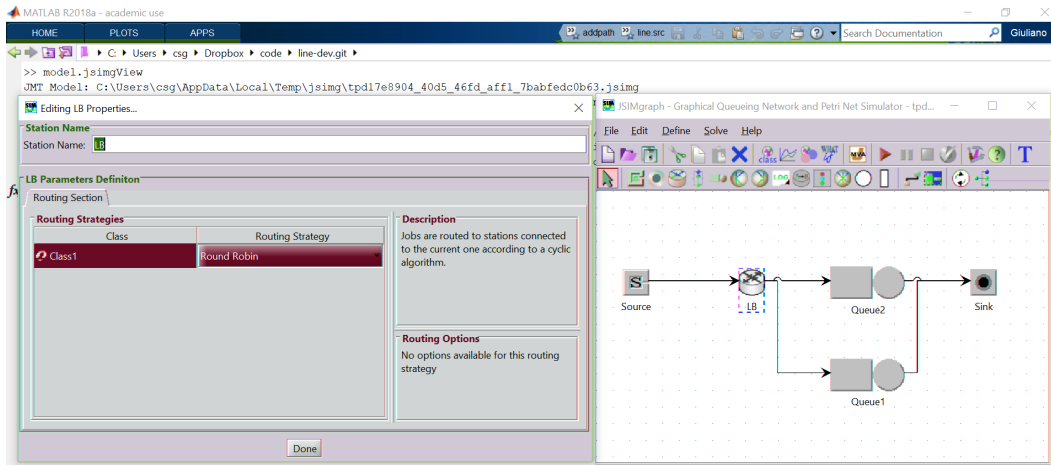 MATLAB R2018a - academic use
HOME PLOTS APPS addpath line.src Search Documentation Giuliano
C: Users csg Dropbox code line-dev.git
>> model.jsimgView
JMT Model: C:\Users\csg\AppData\Local\Temp\jsimg\tpd17e8904_40d5_46fd_aff1_7babfedc0b63.jsimg
Editing LB Properties...
Station Name
Station Name: LB
LB Parameters Definiton
Routing Section
Routing Strategies
Class Routing Strategy
Class1 Round Robin
Description
Jobs are routed to stations connected
to the current one according to a cyclic
algorithm.
Routing Options
No options available for this routing
strategy
Done
fx
JSIMgraph - Graphical Queueing Network and Petri Net Simulator - tpd...
File Edit Define Solve Help
class WHAT IF MVA T
LOG
S
Source LB Queue2 Sink
Queue1